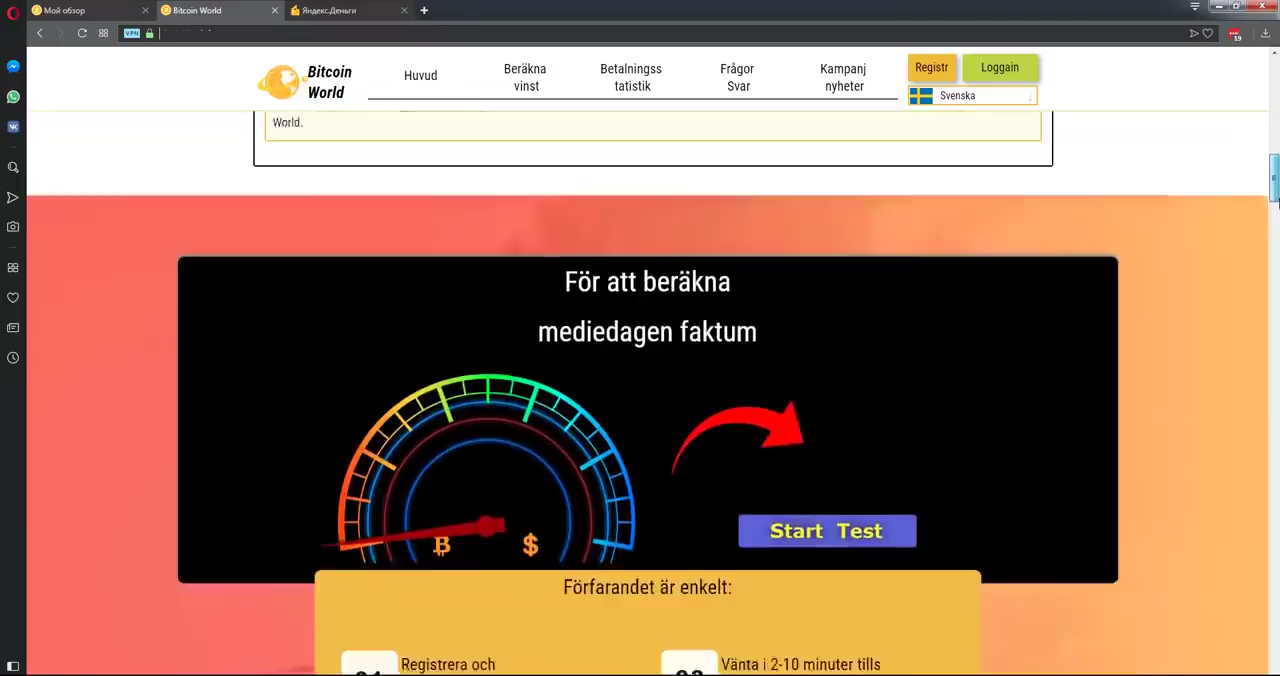 Мой обзор
Bitcoin World
Яндекс.Деньги
VPN
19
Bitcoin
World
Huvud
Beräkna
vinst
Betalningss
tatistik
Frågor
Svar
Kampanj
nyheter
Registr
Loggain
Svenska
World.
För att beräkna
mediedagen faktum
Start Test
Förfarandet är enkelt:
Registrera och
Vänta i 2-10 minuter tills